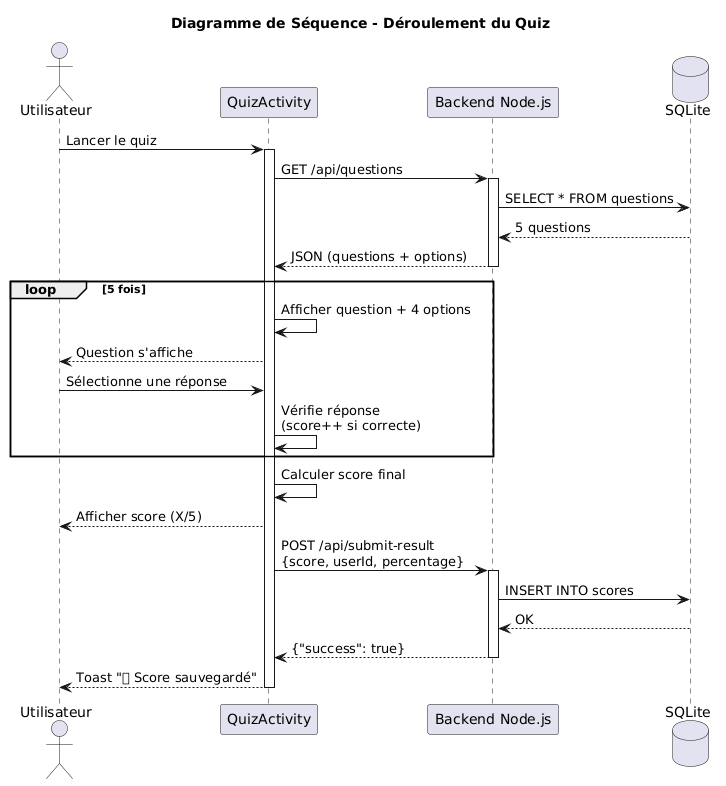 Diagramme de Séquence - Déroulement du Quiz
Utilisateur
QuizActivity
Backend Node.js
SQLite
Lancer le quiz
GET /api/questions
SELECT * FROM questions
5 questions
JSON (questions + options)
loop
[5 fois]
Afficher question + 4 options
Question s'affiche
Sélectionne une réponse
Vérifie réponse
(score++ si correcte)
Calculer score final
Afficher score (X/5)
POST /api/submit-result
{score, userId, percentage}
INSERT INTO scores
OK
{"success": true}
Toast " Score sauvegardé"
Utilisateur
QuizActivity
Backend Node.js
SQLite